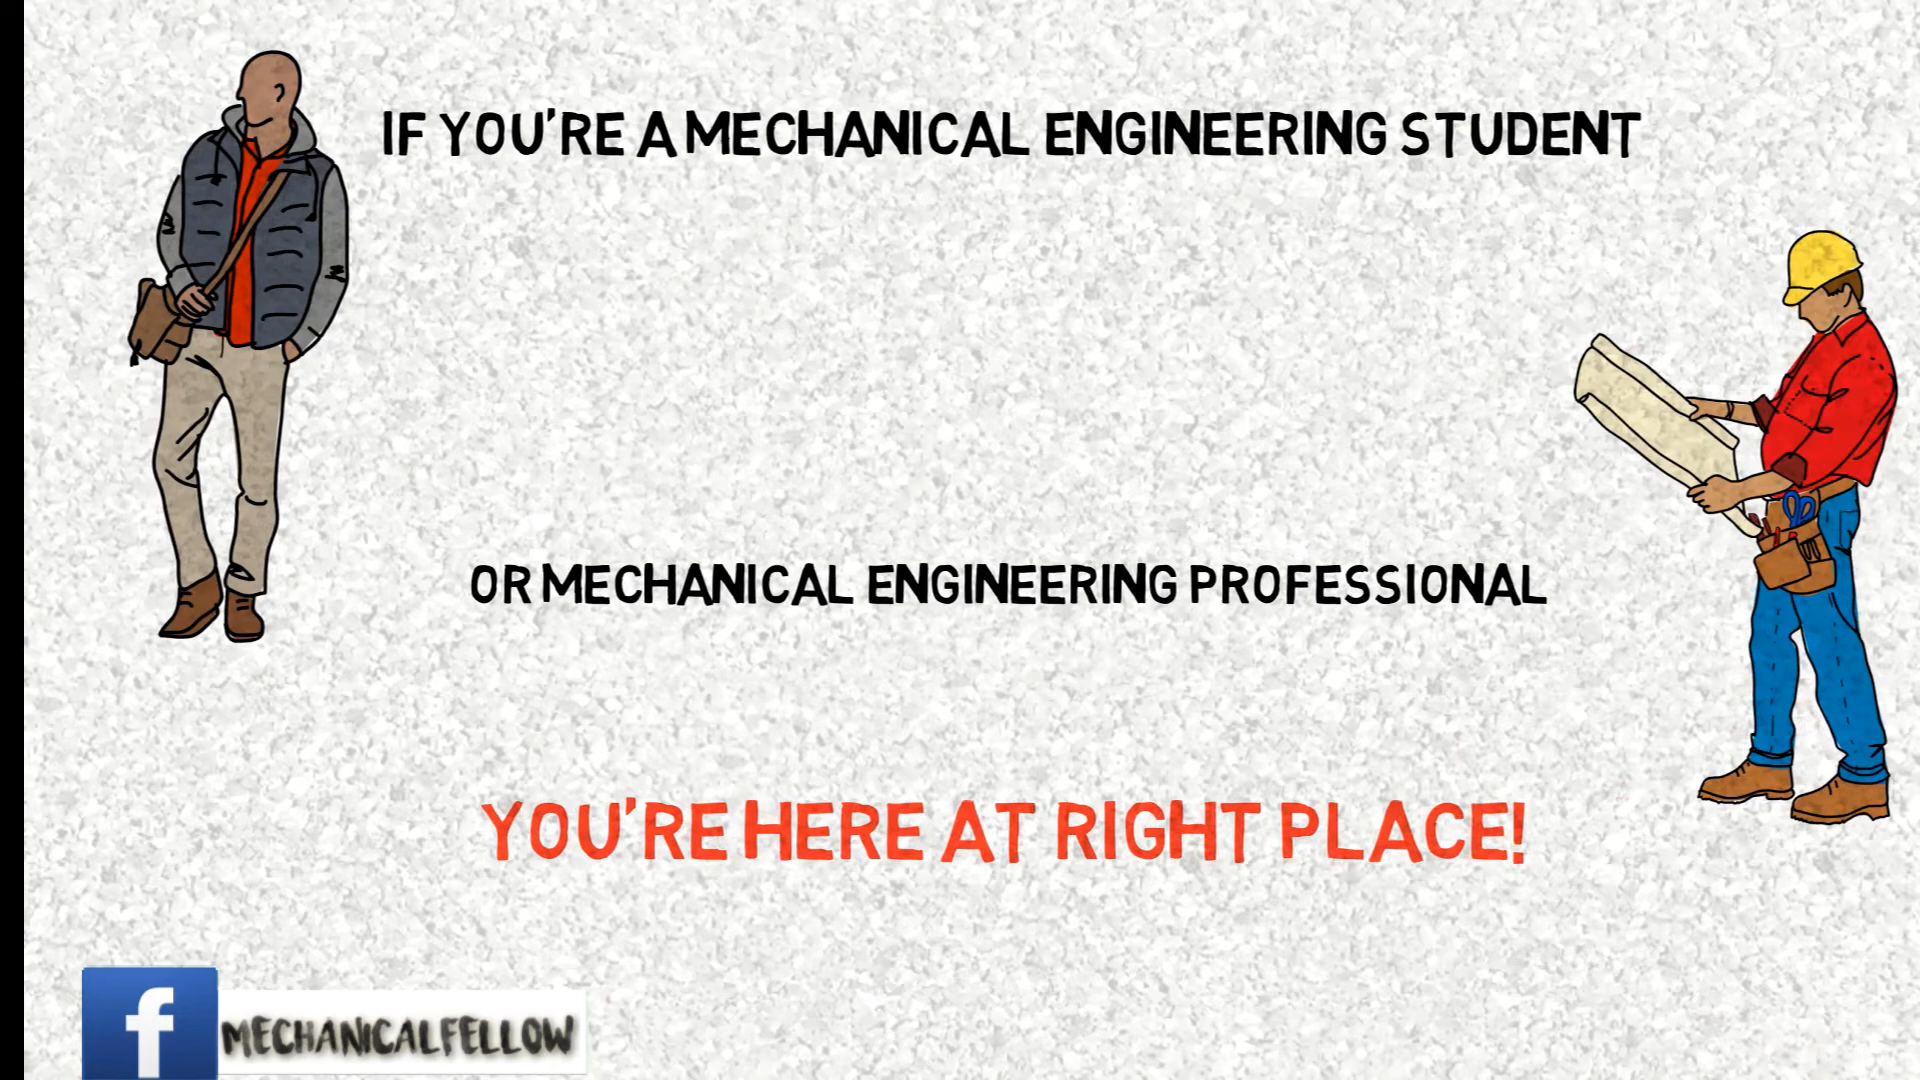 IF YOU'RE A MECHANICAL ENGINEERING STUDENT
OR MECHANICAL ENGINEERING PROFESSIONAL
YOU'RE HERE AT RIGHT PLACE!
f MECHANICALFELLOW